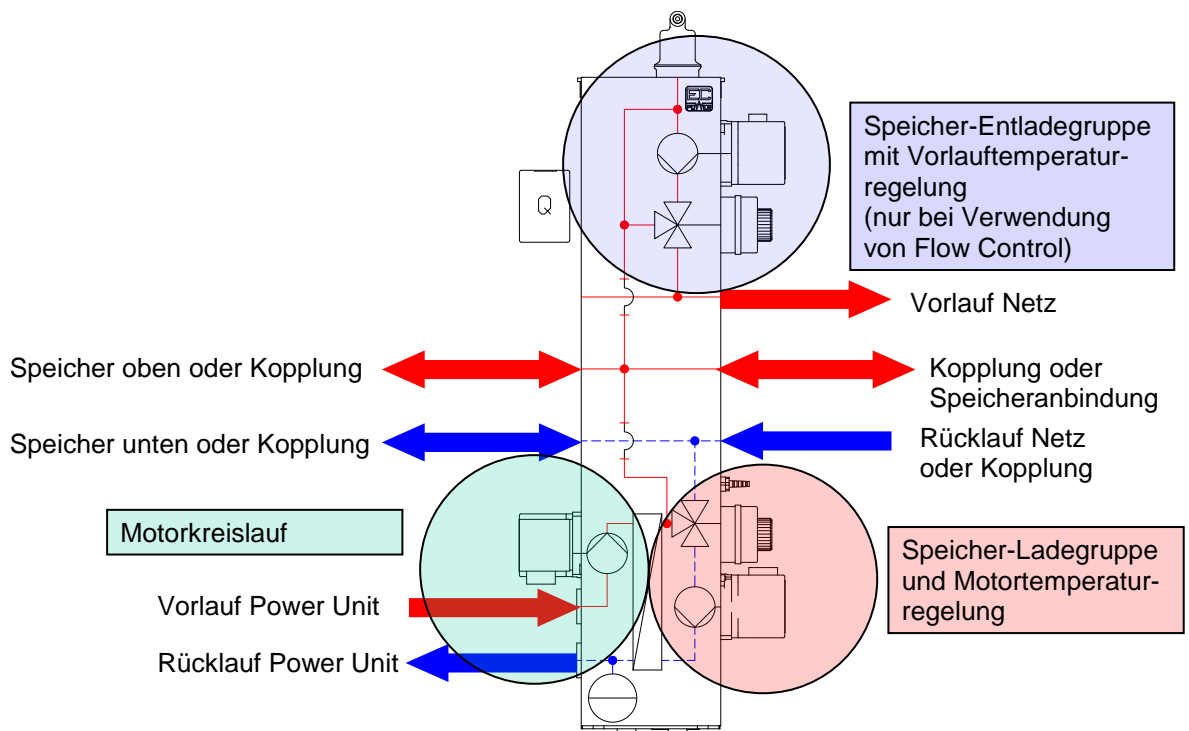 Speicher-Entladegruppe
mit Vorlauftemperatur-
regelung
(nur bei Verwendung
von Flow Control)
Q
Vorlauf Netz
Speicher oben oder Kopplung
Kopplung oder
Speicheranbindung
Speicher unten oder Kopplung
Rücklauf Netz
oder Kopplung
Motorkreislauf
Speicher-Ladegruppe
und Motortemperatur-
regelung
Vorlauf Power Unit
Rücklauf Power Unit